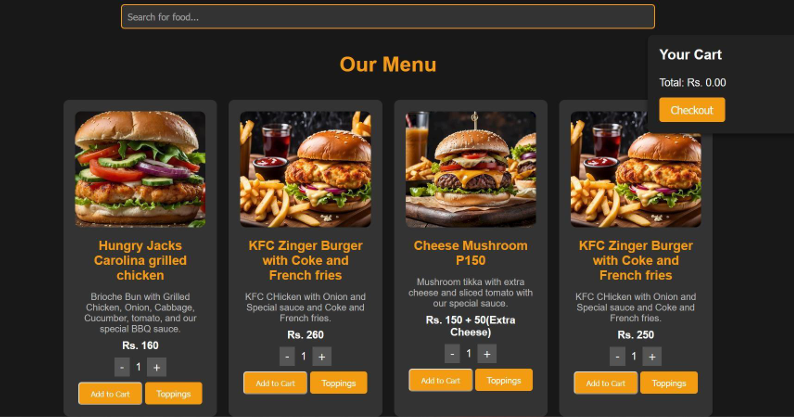 Search for food...
Our Menu
Your Cart
Total: Rs. 0.00
Checkout
Hungry Jacks
Carolina grilled
chicken
Brioche Bun with Grilled
Chicken, Onion, Cabbage,
Cucumber, tomato, and our
special BBQ sauce.
Rs. 160
- 1 +
Add to Cart Toppings
KFC Zinger Burger
with Coke and
French fries
KFC CHicken with Onion and
Special sauce and Coke and
French fries.
Rs. 260
- 1 +
Add to Cart Toppings
Cheese Mushroom
P150
Mushroom tikka with extra
cheese and sliced tomato with
our special sauce.
Rs. 150 + 50(Extra
Cheese)
- 1 +
Add to Cart Toppings
KFC Zinger Burger
with Coke and
French fries
KFC CHicken with Onion and
Special sauce and Coke and
French fries.
Rs. 250
- 1 +
Add to Cart Toppings